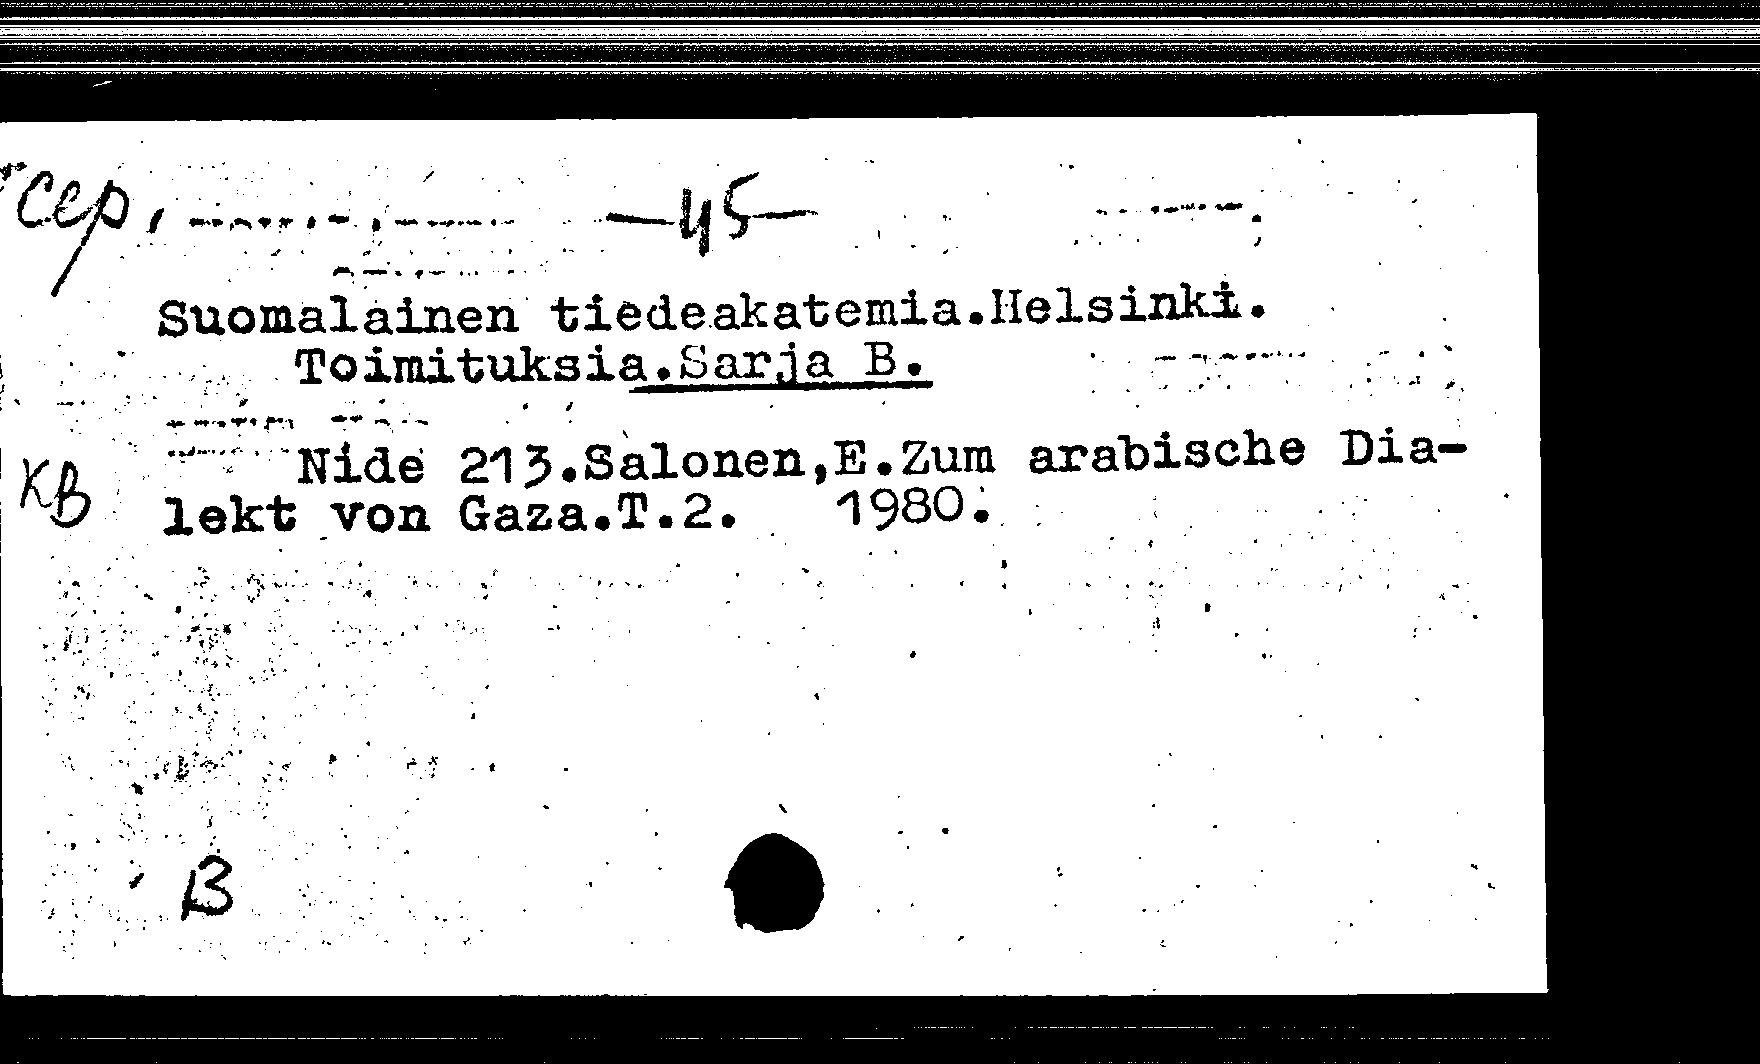 Сер. —45—
Suomalainen tiedeakatemia.Helsinki.
Toimituksia.Sarja B.
Nide 213.Salonen,E.Zum arabische Dia-
КВ
lekt von Gaza.T.2. 1980.
В